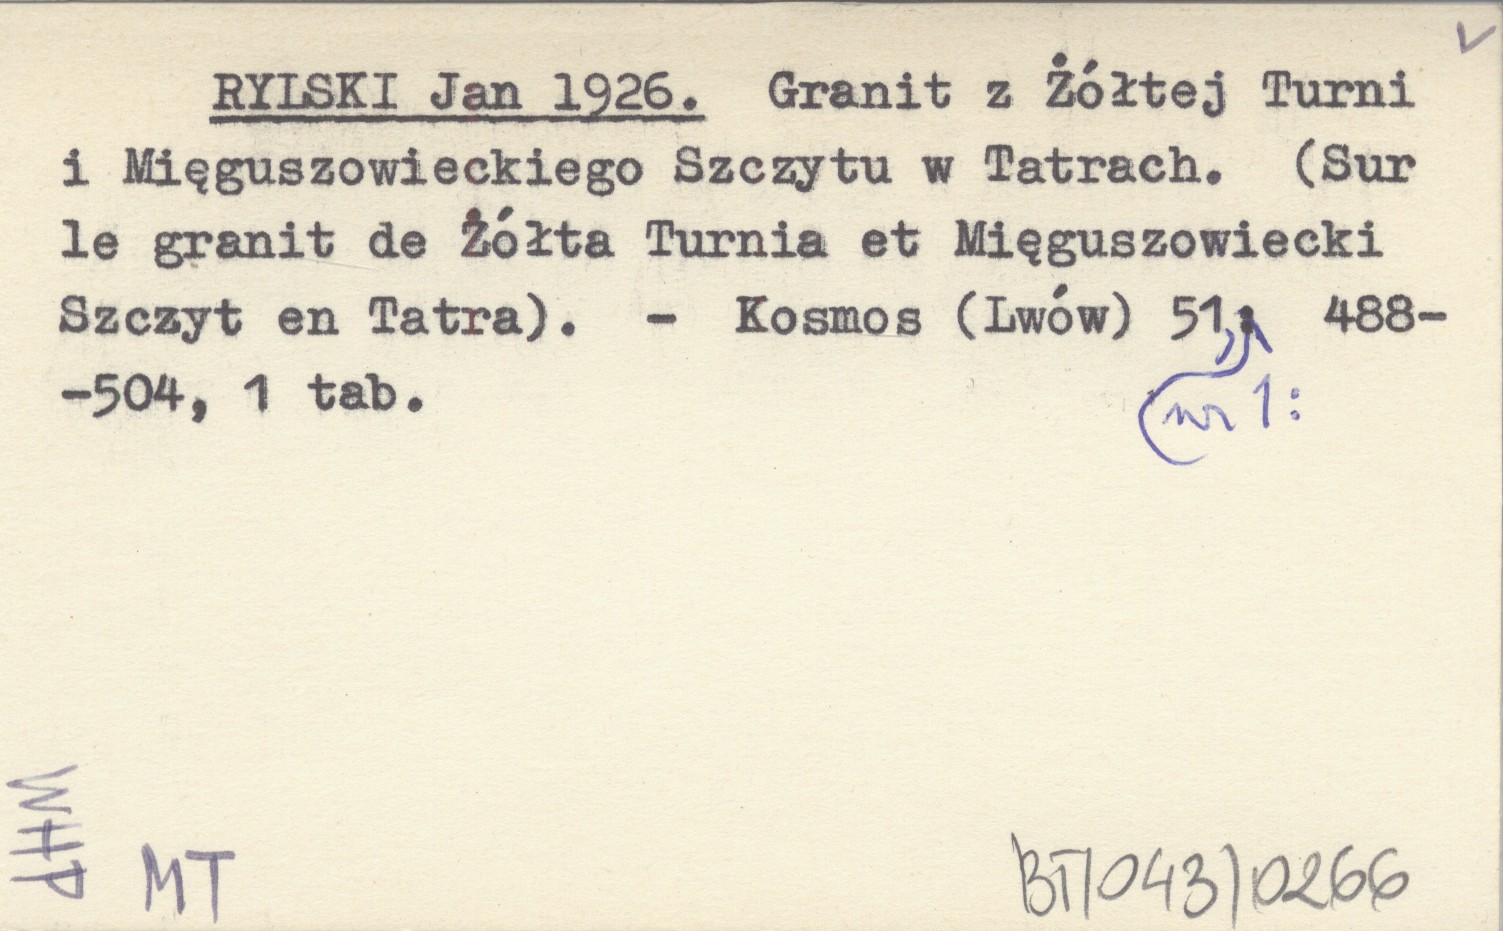 RYLSKI Jan 1926. Granit z Żółtej Turni
i Mięguszowieckiego Szczytu w Tatrach. (Sur
le granit de Żółta Turnia et Mięguszowiecki
Szczyt en Tatra). - Kosmos (Lwów) 51, 488-
nr 1:
-504, 1 tab.
WHP
MT
BT/043/0266